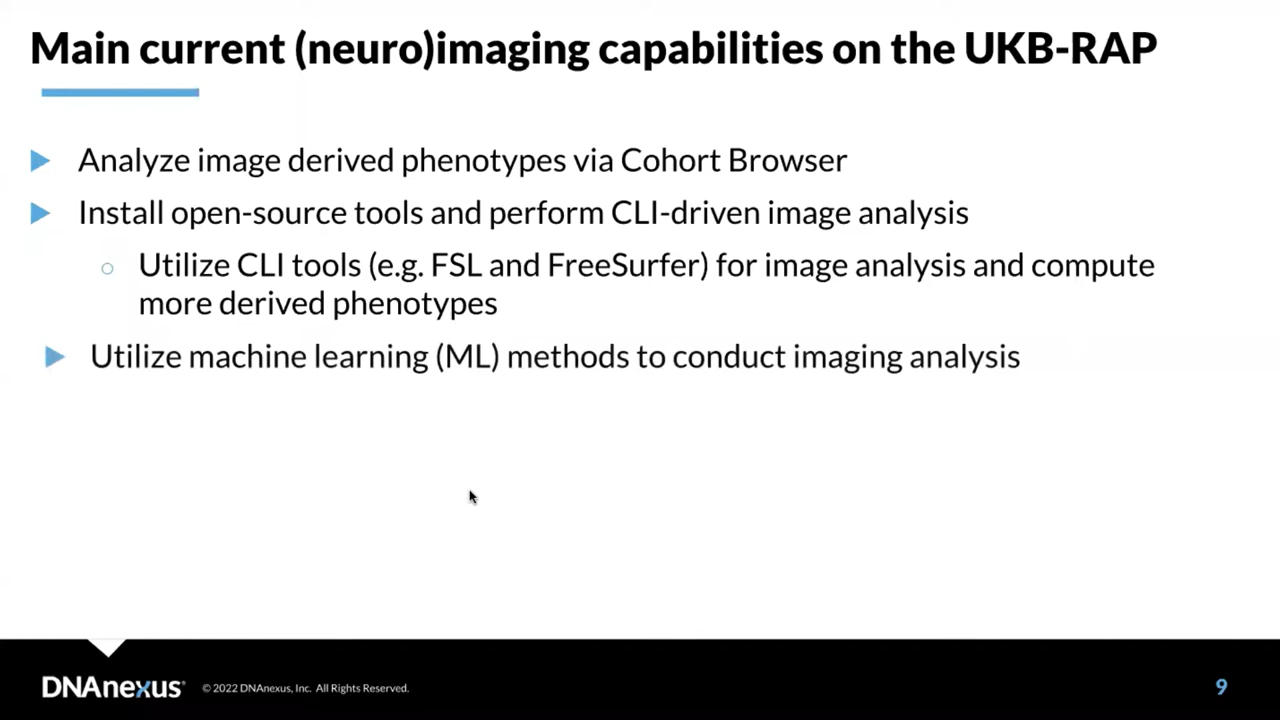 Main current (neuro)imaging capabilities on the UKB-RAP
Analyze image derived phenotypes via Cohort Browser
Install open-source tools and perform CLI-driven image analysis
Utilize CLI tools (e.g. FSL and FreeSurfer) for image analysis and compute
more derived phenotypes
Utilize machine learning (ML) methods to conduct imaging analysis
DNAnexus® © 2022 DNAnexus, Inc. All Rights Reserved. 9